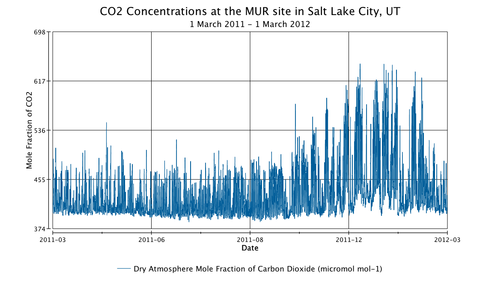 CO2 Concentrations at the MUR site in Salt Lake City, UT
1 March 2011 - 1 March 2012
698
617
536
455
374
Mole Fraction of CO2
2011-03
2011-06
2011-08
2011-12
2012-03
Date
Dry Atmosphere Mole Fraction of Carbon Dioxide (micromol mol-1)